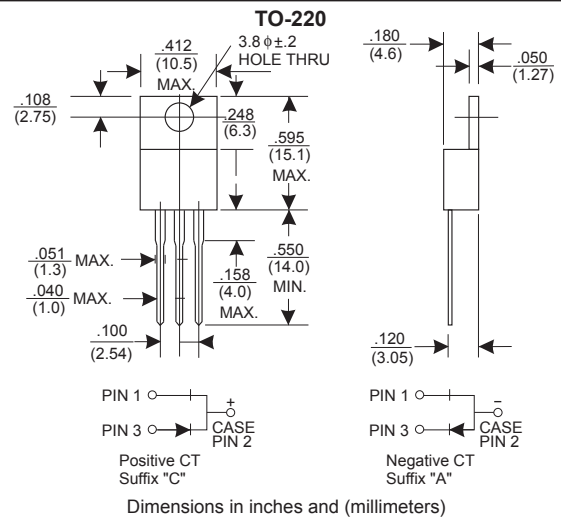 TO-220
.412
(10.5)
MAX.
3.8 ϕ±.2
HOLE THRU
.180
(4.6)
.050
(1.27)
.108
(2.75)
.248
(6.3)
.595
(15.1)
MAX.
.051
(1.3)
MAX.
.040
(1.0)
MAX.
.158
(4.0)
MAX.
.550
(14.0)
MIN.
.100
(2.54)
.120
(3.05)
PIN 1
+
PIN 3
CASE
PIN 2
Positive CT
Suffix "C"
PIN 1
–
PIN 3
CASE
PIN 2
Negative CT
Suffix "A"
Dimensions in inches and (millimeters)